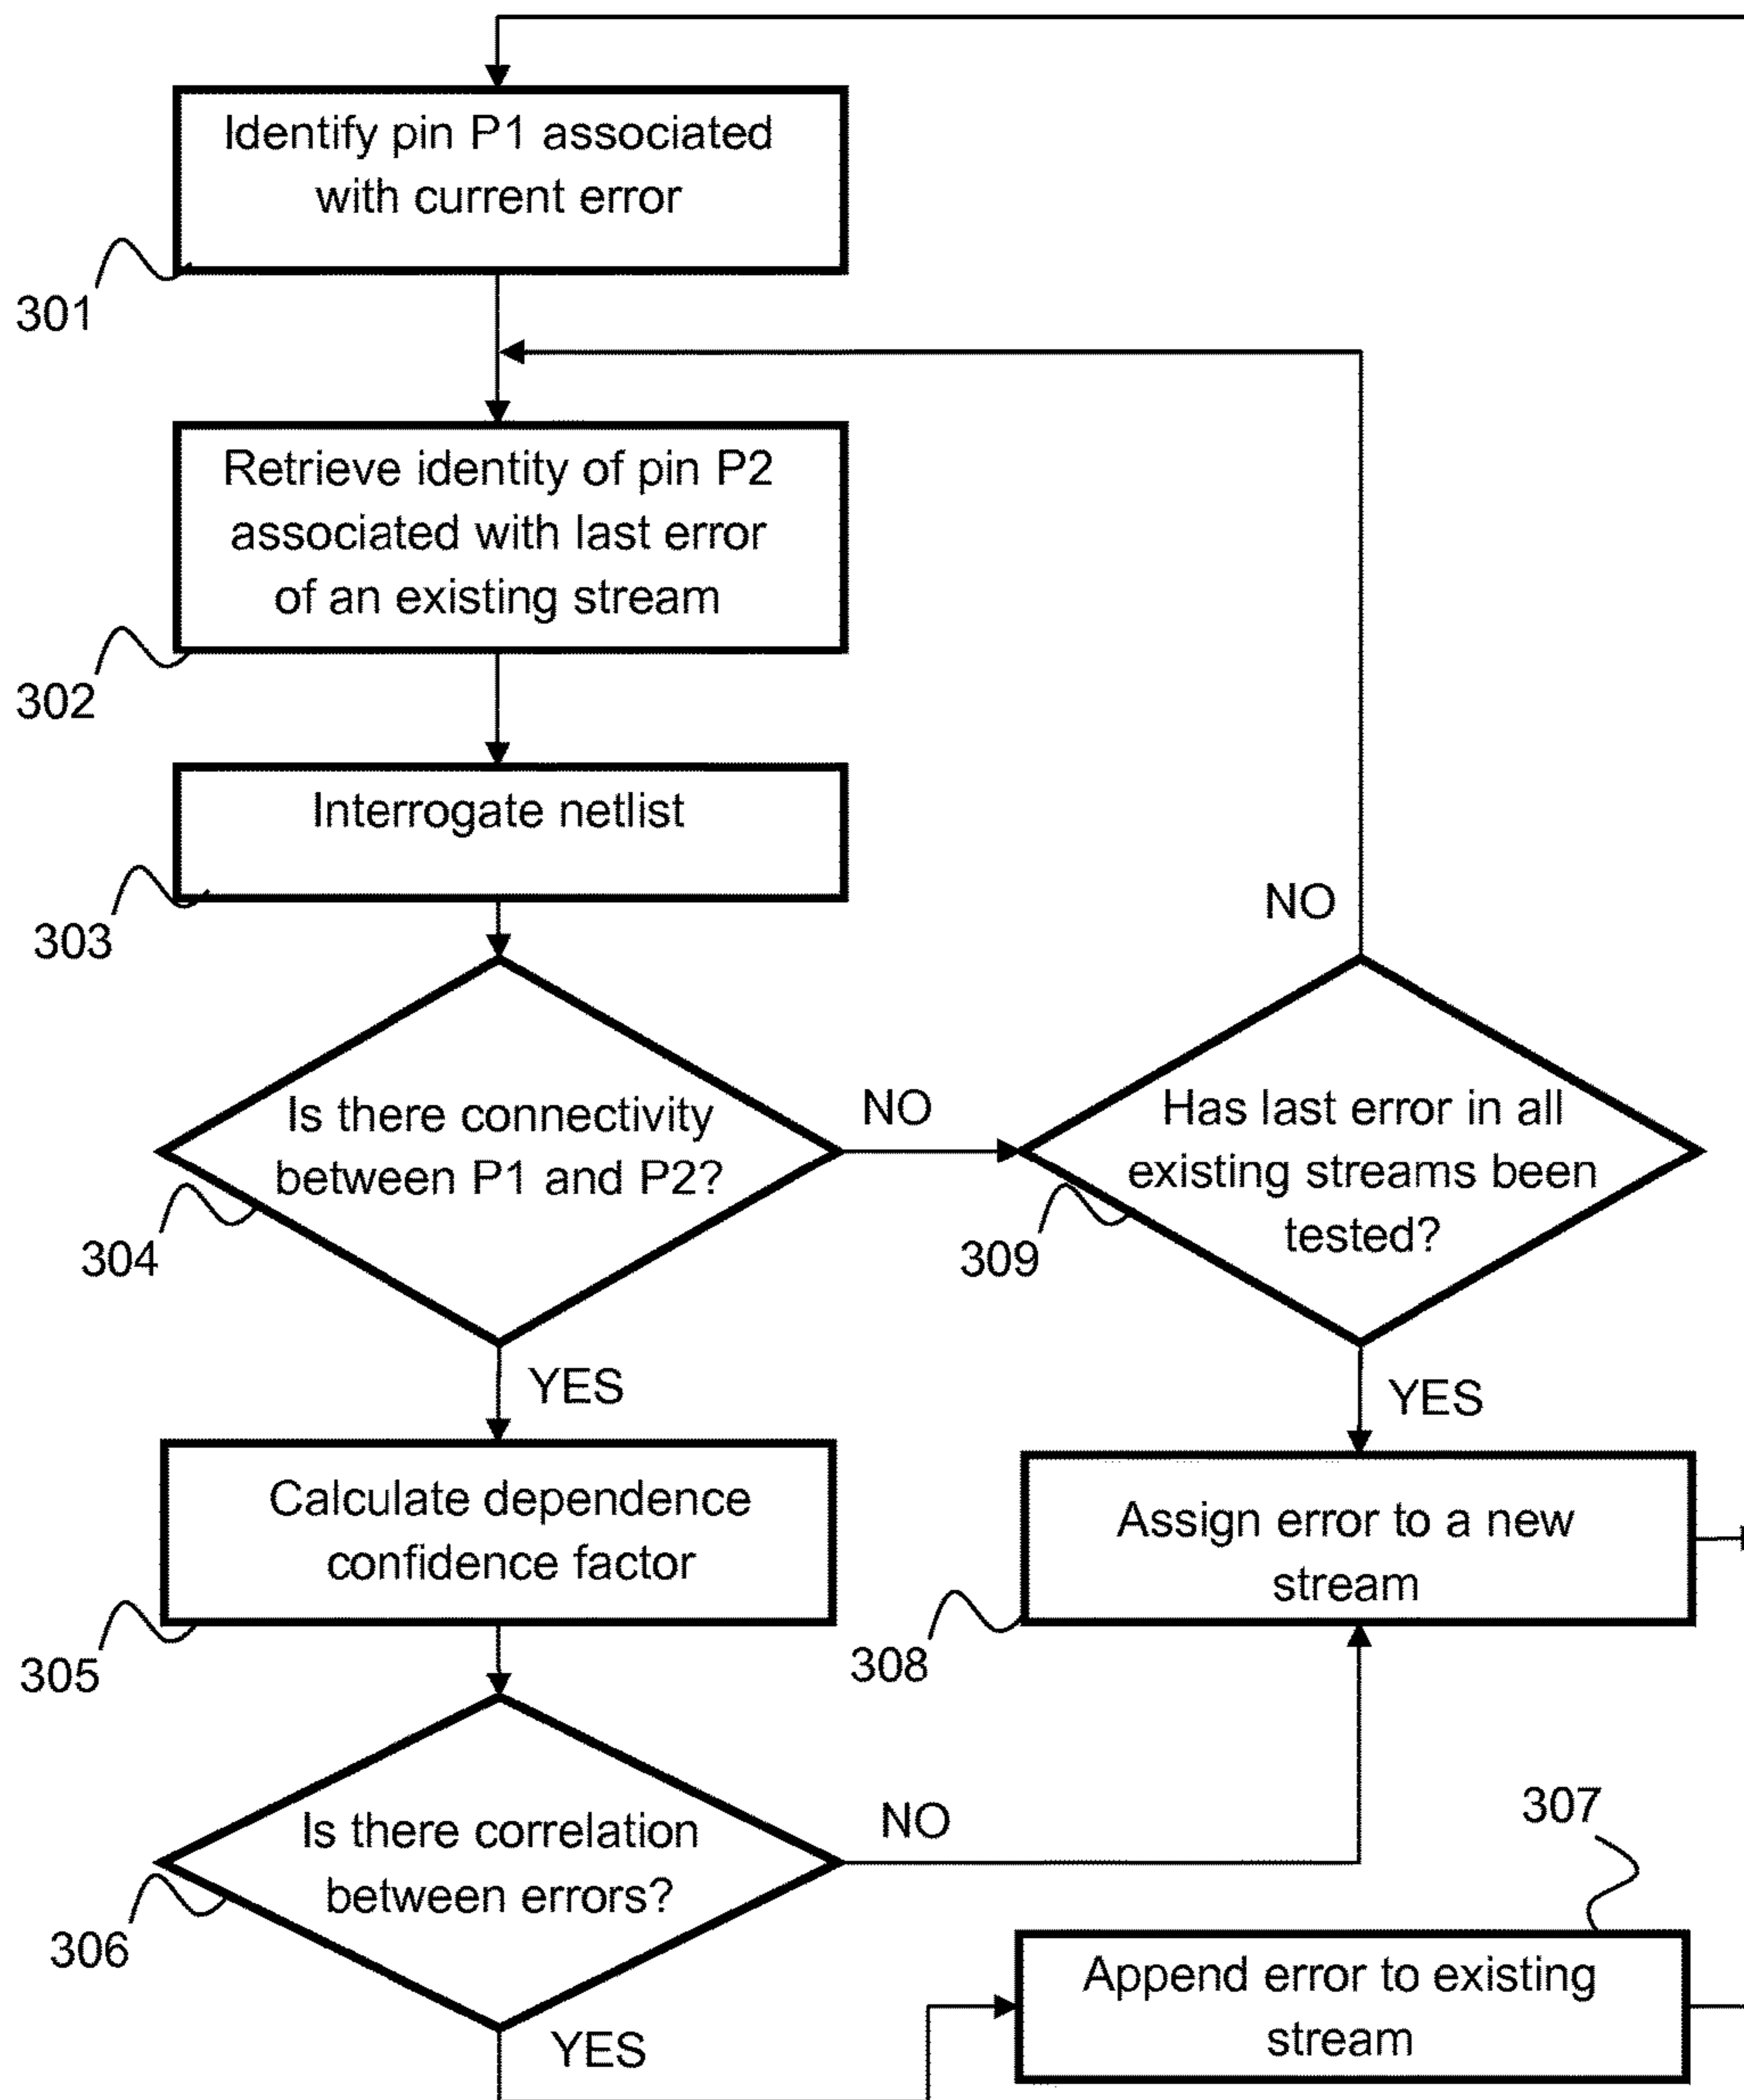 Identify pin P1 associated
with current error
301
Retrieve identity of pin P2
associated with last error
of an existing stream
302
Interrogate netlist
303
NO
Is there connectivity
between P1 and P2?
304
NO
Has last error in all
existing streams been
tested?
309
YES
YES
Calculate dependence
confidence factor
305
Assign error to a new
stream
308
Is there correlation
between errors?
306
NO
307
Append error to existing
stream
YES